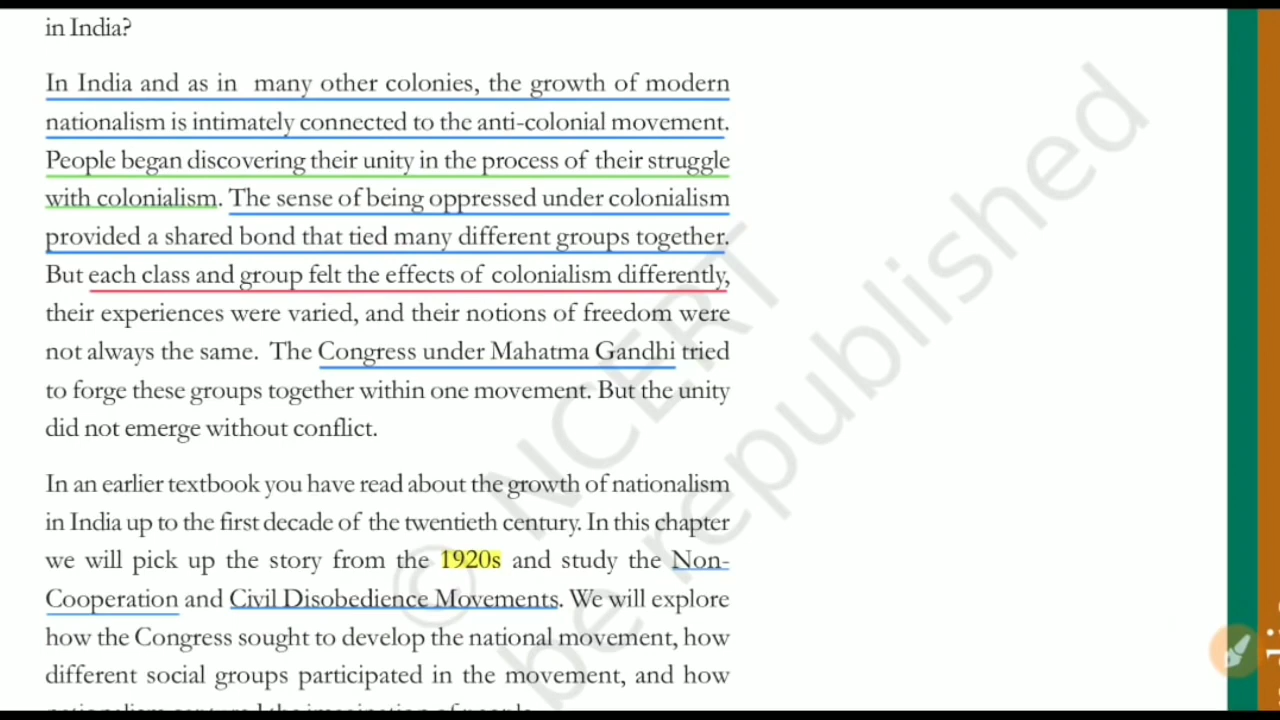 in India?
In India and as in many other colonies, the growth of modern
nationalism is intimately connected to the anti-colonial movement.
People began discovering their unity in the process of their struggle
with colonialism. The sense of being oppressed under colonialism
provided a shared bond that tied many different groups together.
But each class and group felt the effects of colonialism differently,
their experiences were varied, and their notions of freedom were
not always the same. The Congress under Mahatma Gandhi tried
to forge these groups together within one movement. But the unity
did not emerge without conflict.
In an earlier textbook you have read about the growth of nationalism
in India up to the first decade of the twentieth century. In this chapter
we will pick up the story from the 1920s and study the Non-
Cooperation and Civil Disobedience Movements. We will explore
how the Congress sought to develop the national movement, how
different social groups participated in the movement, and how
nationalism captured the imagination of people.
© NCERT
be republished